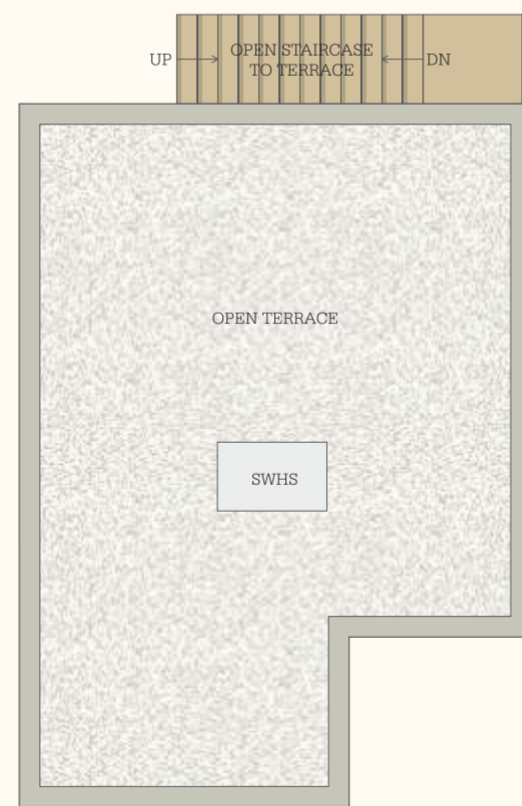 UP
OPEN STAIRCASE
TO TERRACE
DN
OPEN TERRACE
SWHS